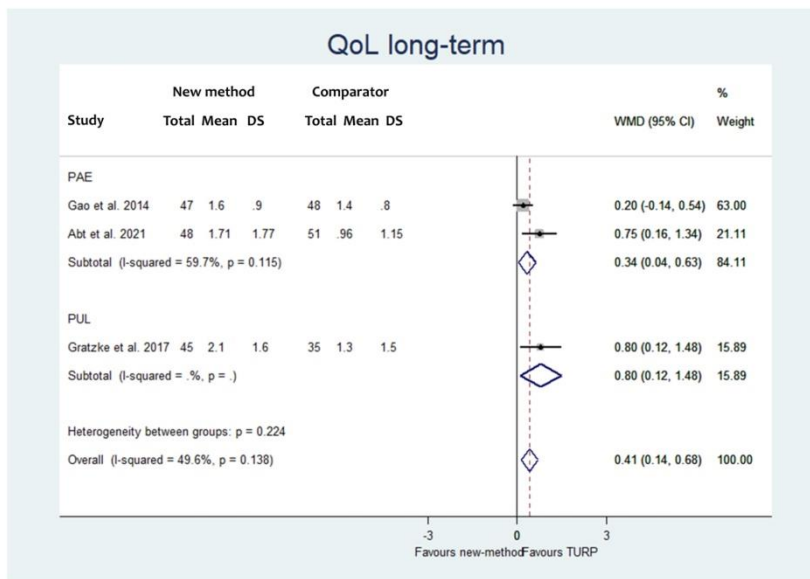 QoL long-term
New method Comparator %
Study Total Mean DS Total Mean DS WMD (95% CI) Weight
PAE
Gao et al. 2014 47 1.6 .9 48 1.4 .8 0.20 (-0.14, 0.54) 63.00
Abt et al. 2021 48 1.71 1.77 51 .96 1.15 0.75 (0.16, 1.34) 21.11
Subtotal (I-squared = 59.7%, p = 0.115) 0.34 (0.04, 0.63) 84.11
PUL
Gratzke et al. 2017 45 2.1 1.6 35 1.3 1.5 0.80 (0.12, 1.48) 15.89
Subtotal (I-squared = .%, p = .) 0.80 (0.12, 1.48) 15.89
Heterogeneity between groups: p = 0.224
Overall (I-squared = 49.6%, p = 0.138) 0.41 (0.14, 0.68) 100.00
-3 0 3
Favours new-method Favours TURP